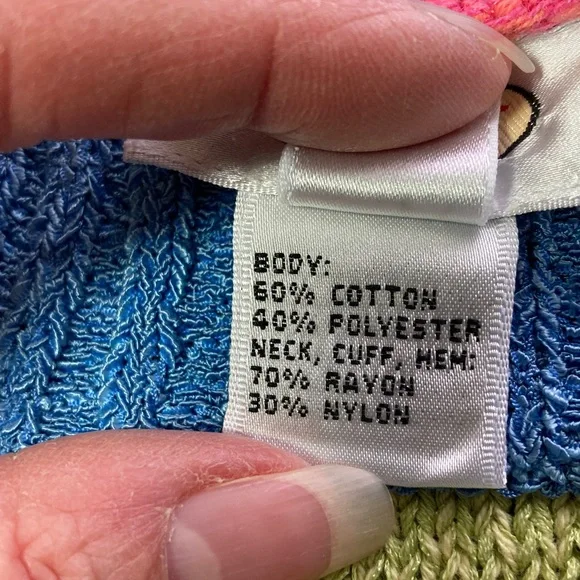 BODY:
60% COTTON
40% POLYESTER
NECK, CUFF, HEM:
70% RAYON
30% NYLON